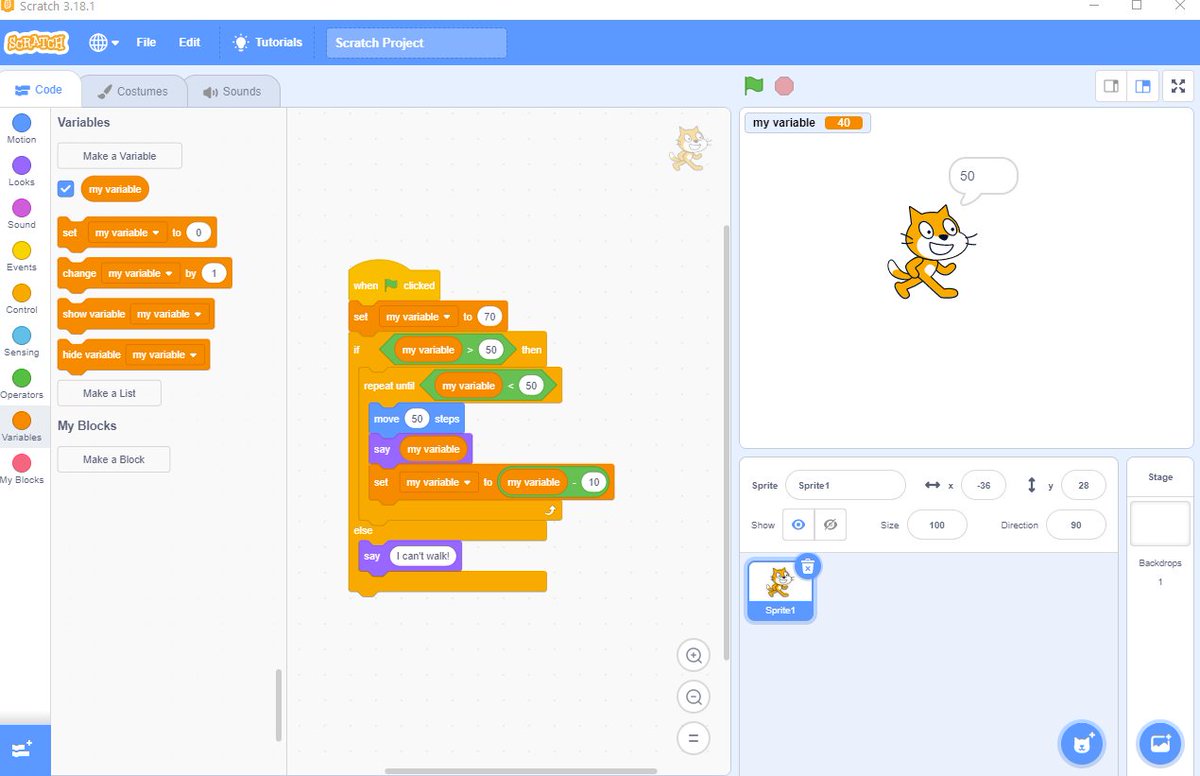 Scratch 3.18.1
SCRATCH File Edit Tutorials Scratch Project
Code Costumes Sounds
Motion
Looks
Sound
Events
Control
Sensing
Operators
Variables
My Blocks
Variables
Make a Variable
my variable
set my variable to 0
change my variable by 1
show variable my variable
hide variable my variable
Make a List
My Blocks
Make a Block
when clicked
set my variable to 70
if my variable > 50 then
repeat until my variable < 50
move 50 steps
say my variable
set my variable to my variable - 10
else
say I can't walk!
my variable 40
50
Sprite Sprite1 x -36 y 28
Show Size 100 Direction 90
Sprite1
Stage
Backdrops
1